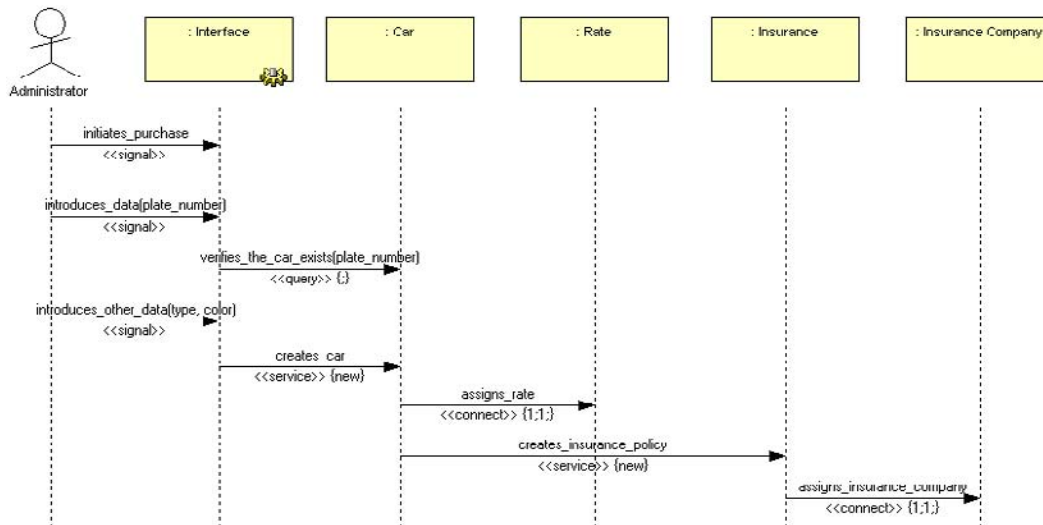 : Interface
: Car
: Rate
: Insurance
: Insurance Company
Administrator
initiates_purchase
<<signal>>
introduces_data(plate_number)
<<signal>>
verifies_the_car_exists(plate_number)
<<query>> {;}
introduces_other_data(type, color)
<<signal>>
creates_car
<<service>> {new}
assigns_rate
<<connect>> {1;1;}
creates_insurance_policy
<<service>> {new}
assigns_insurance_company
<<connect>> {1;1;}